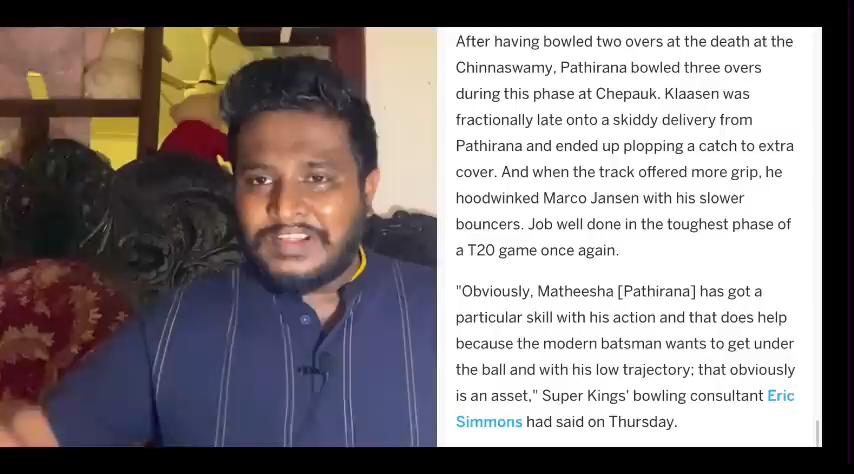 After having bowled two overs at the death at the
Chinnaswamy, Pathirana bowled three overs
during this phase at Chepauk. Klaasen was
fractionally late onto a skiddy delivery from
Pathirana and ended up plopping a catch to extra
cover. And when the track offered more grip, he
hoodwinked Marco Jansen with his slower
bouncers. Job well done in the toughest phase of
a T20 game once again.
"Obviously, Matheesha [Pathirana] has got a
particular skill with his action and that does help
because the modern batsman wants to get under
the ball and with his low trajectory; that obviously
is an asset," Super Kings' bowling consultant Eric
Simmons had said on Thursday.